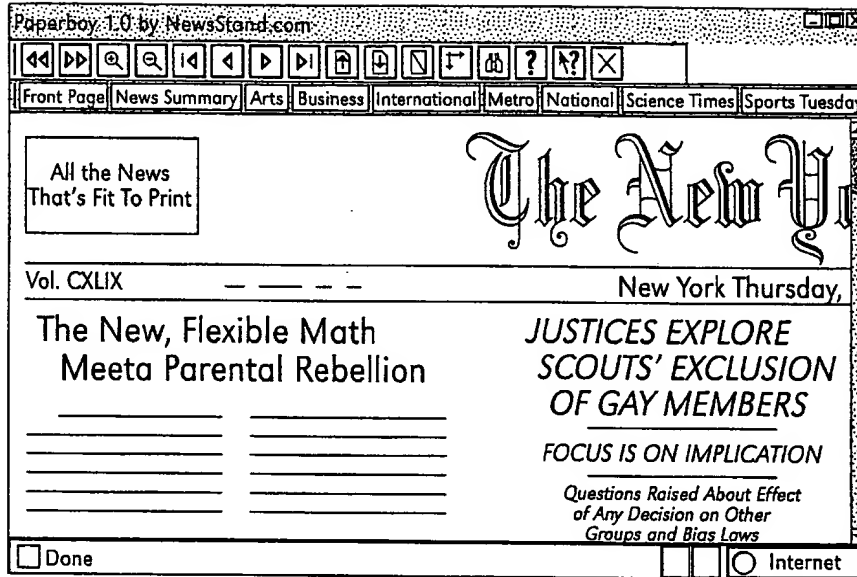 Paperboy 1.0 by NewsStand.com
? ?
Front Page News Summary Arts Business International Metro National Science Times Sports Tuesday
All the News
That's Fit To Print
The New Yo
Vol. CXLIX
New York Thursday,
The New, Flexible Math
Meeta Parental Rebellion
JUSTICES EXPLORE
SCOUTS' EXCLUSION
OF GAY MEMBERS
FOCUS IS ON IMPLICATION
Questions Raised About Effect
of Any Decision on Other
Groups and Bias Laws
Done
Internet